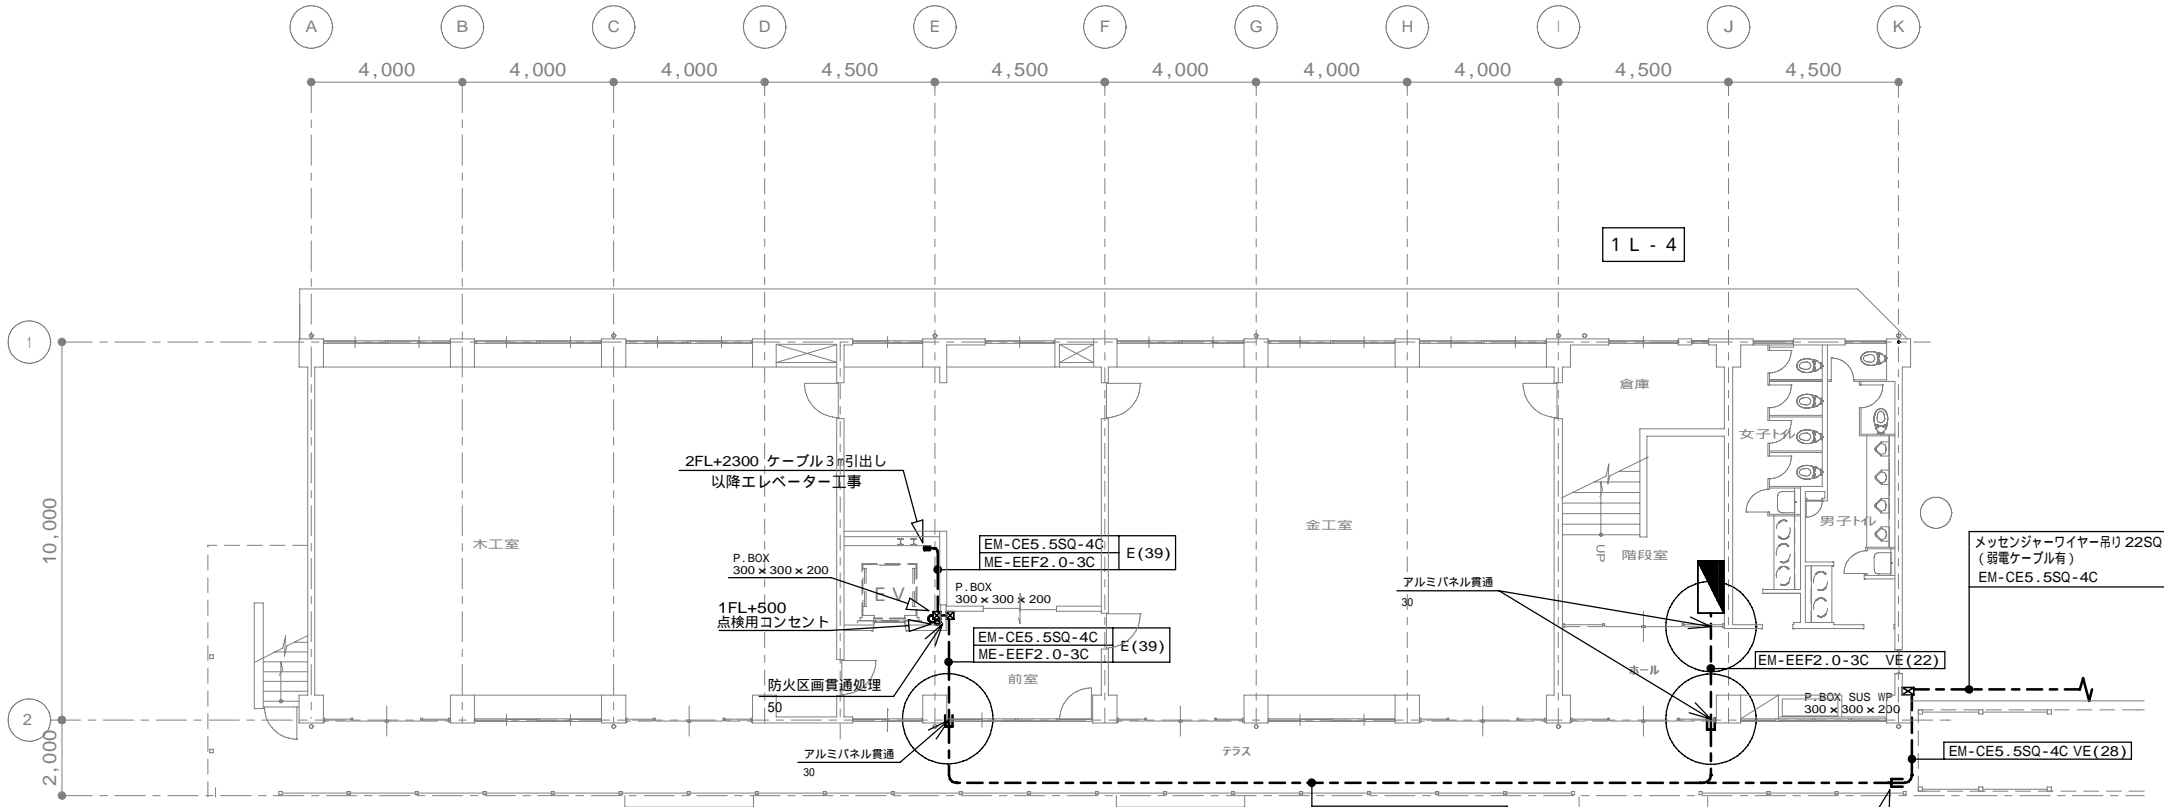 A B C D E F G H I J K
4,000 4,000 4,000 4,500 4,500 4,000 4,000 4,000 4,500 4,500
1 L - 4
1
倉庫
女子トイレ
2FL+2300 ケーブル3m引出し
以降エレベーター工事
10,000
木工室
金工室
男子トイレ
UP
階段室
EM-CE5.5SQ-4C
ME-EEF2.0-3C
E(39)
メッセンジャーワイヤー吊り 22SQ
(弱電ケーブル有)
EM-CE5.5SQ-4C
P.BOX
300×300×200
EV
P.BOX
300×300×200
アルミパネル貫通
30
1FL+500
点検用コンセント
EM-CE5.5SQ-4C
ME-EEF2.0-3C
E(39)
ホール
EM-EEF2.0-3C VE(22)
防火区画貫通処理
50
前室
P.BOX SUS WP
300×300×200
2
2,000
アルミパネル貫通
30
テラス
EM-CE5.5SQ-4C VE(28)